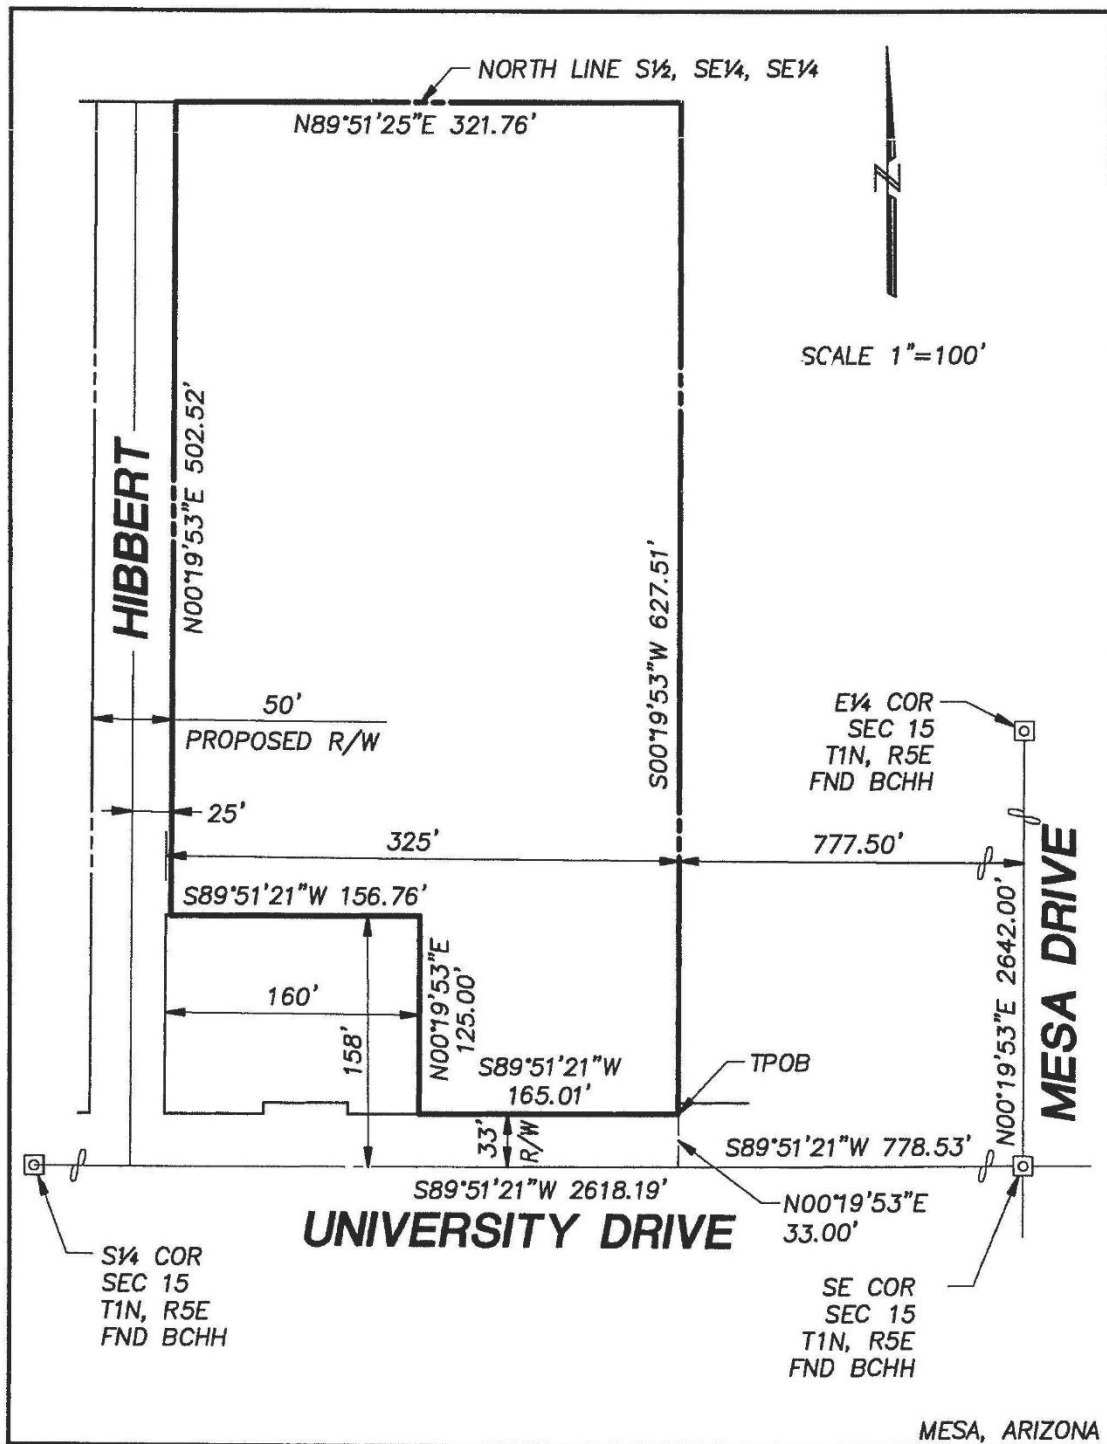 NORTH LINE S½, SE¼, SE¼
N89°51'25"E 321.76'
N
SCALE 1"=100'
HIBBERT
N00°19'53"E 502.52'
S00°19'53"W 627.51'
50'
PROPOSED R/W
25'
E¼ COR
SEC 15
T1N, R5E
FND BCHH
325'
777.50'
S89°51'21"W 156.76'
160'
158'
N00°19'53"E
125.00'
S89°51'21"W
165.01'
TPOB
N00°19'53"E 2642.00'
MESA DRIVE
33'
R/W
S89°51'21"W 778.53'
S89°51'21"W 2618.19'
N00°19'53"E
33.00'
UNIVERSITY DRIVE
S¼ COR
SEC 15
T1N, R5E
FND BCHH
SE COR
SEC 15
T1N, R5E
FND BCHH
MESA, ARIZONA